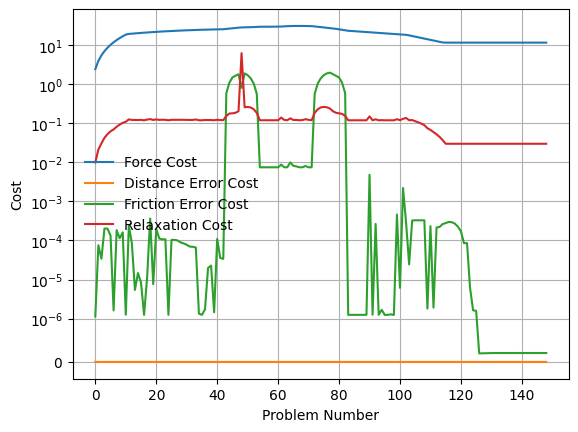 10¹
10⁰
10⁻¹
10⁻²
10⁻³
10⁻⁴
10⁻⁵
10⁻⁶
0
Cost
Force Cost
Distance Error Cost
Friction Error Cost
Relaxation Cost
0 20 40 60 80 100 120 140
Problem Number